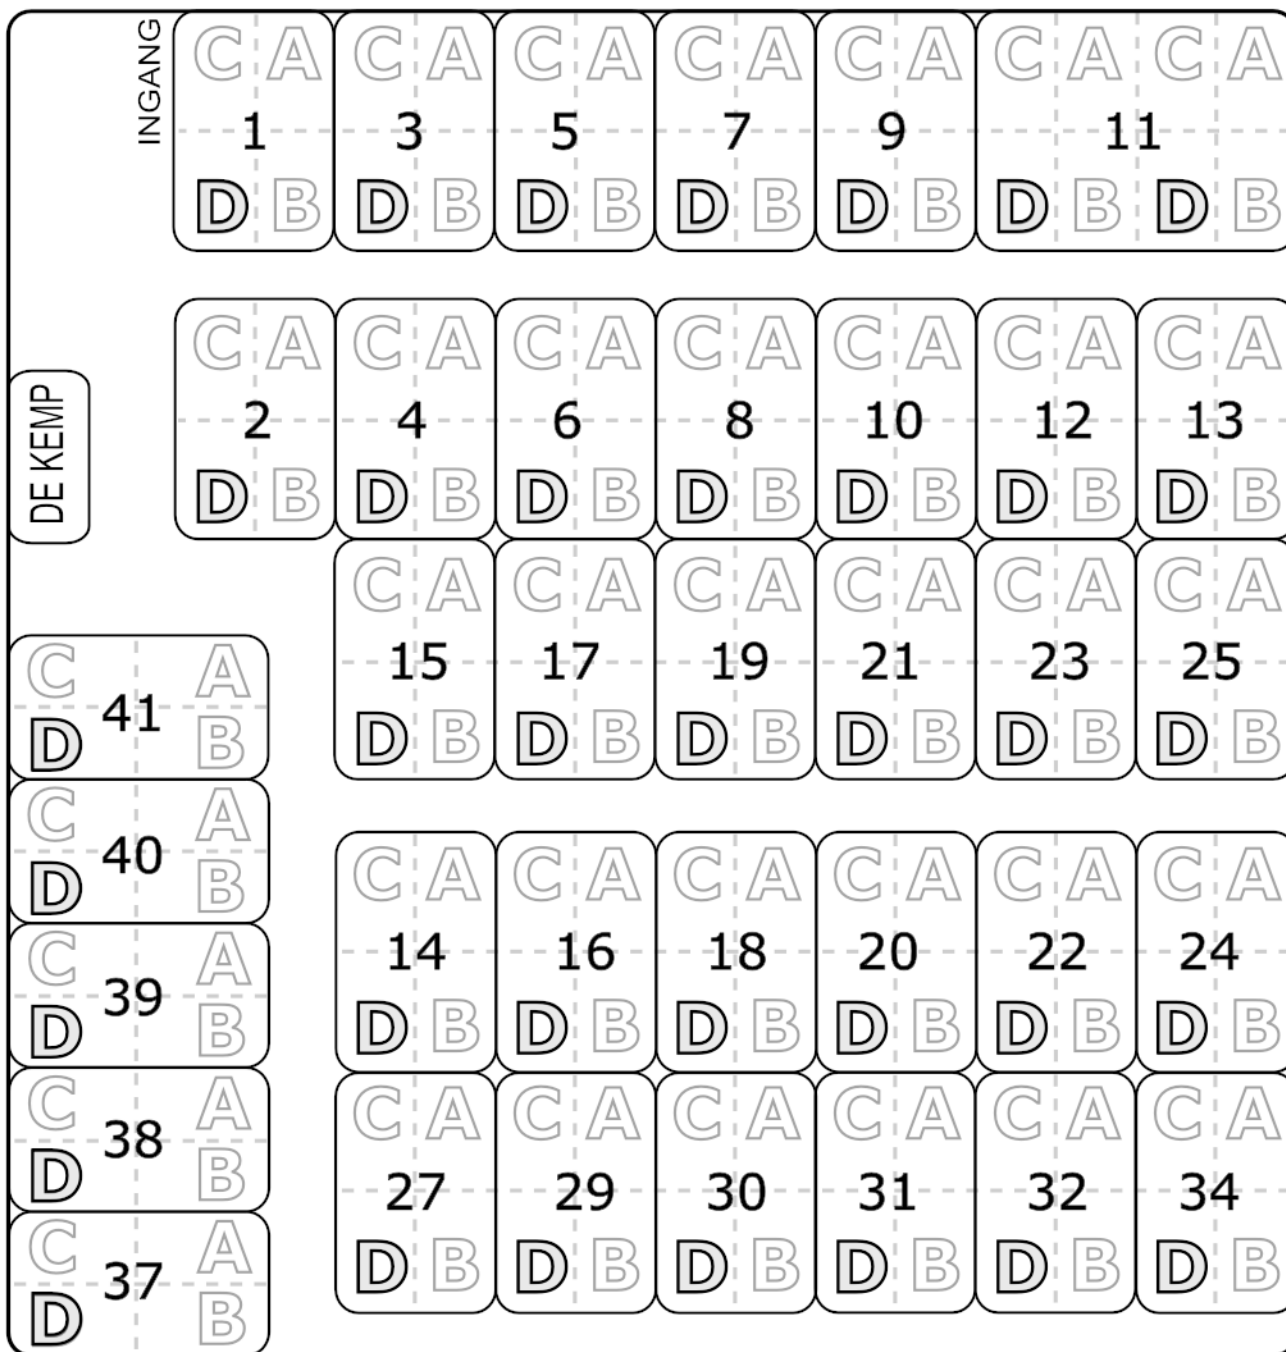 INGANG
C A C A C A C A C A C A C A
1 3 5 7 9 11
D B D B D B D B D B D B D B
C A C A C A C A C A C A C A
DE KEMP
2 4 6 8 10 12 13
D B D B D B D B D B D B D B
C A C A C A C A C A C A
15 17 19 21 23 25
D B D B D B D B D B D B
C A
41
D B
C A
40
D B
C A
39
D B
C A
38
D B
C A
37
D B
C A C A C A C A C A C A
14 16 18 20 22 24
D B D B D B D B D B D B
C A C A C A C A C A C A
27 29 30 31 32 34
D B D B D B D B D B D B